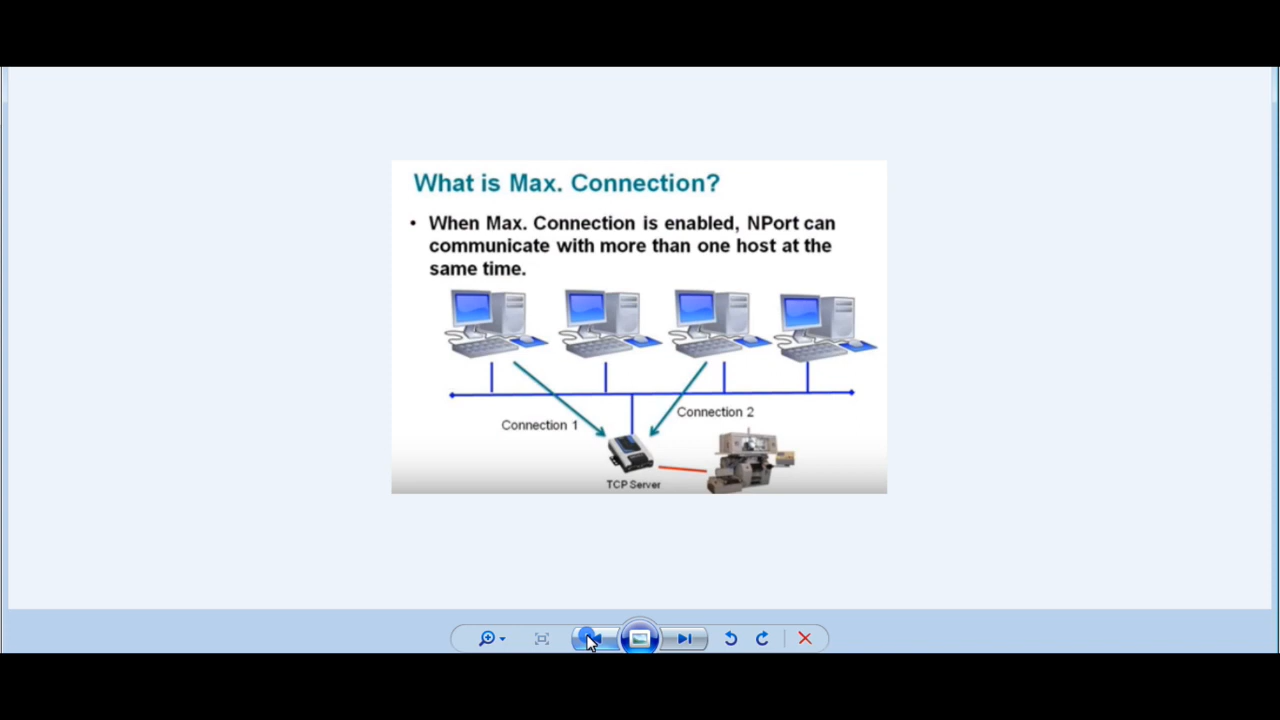 What is Max. Connection?
• When Max. Connection is enabled, NPort can
communicate with more than one host at the
same time.
Connection 1
Connection 2
TCP Server